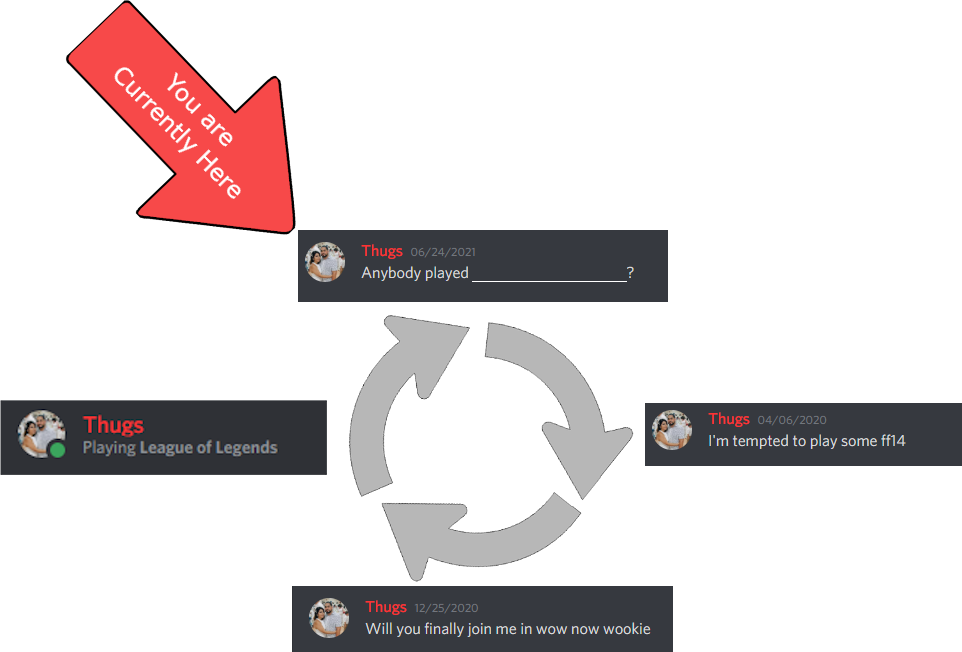 You are
Currently Here
Thugs 06/24/2021
Anybody played ____________________?
Thugs
Playing League of Legends
Thugs 04/06/2020
I'm tempted to play some ff14
Thugs 12/25/2020
Will you finally join me in wow now wookie